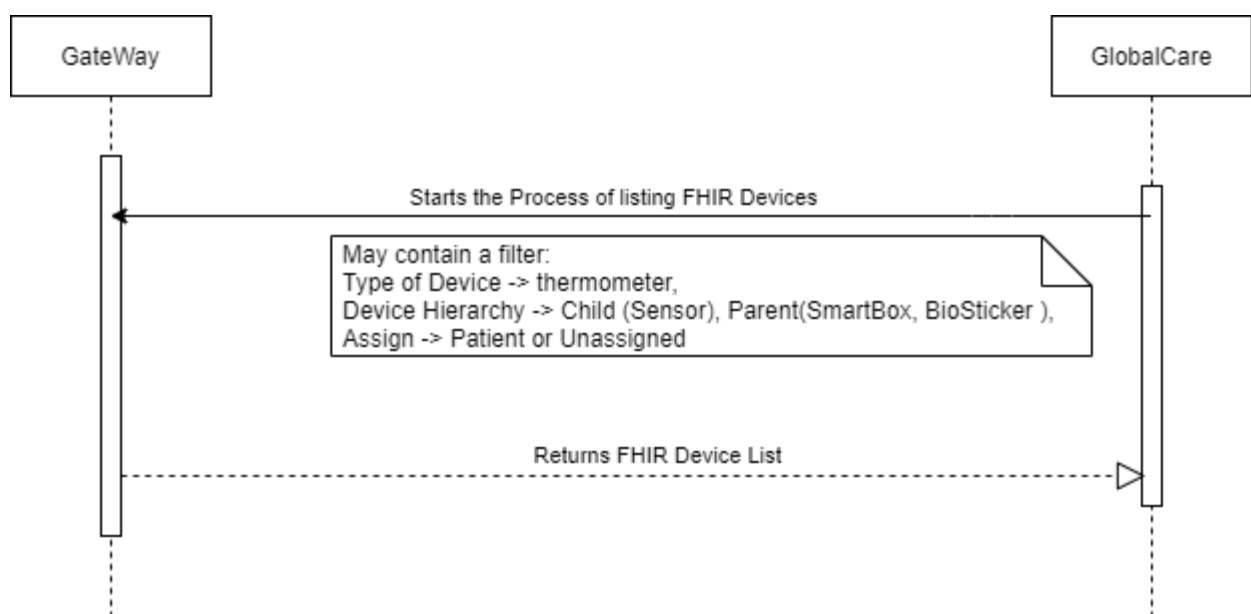 GateWay
GlobalCare
Starts the Process of listing FHIR Devices
May contain a filter:
Type of Device -> thermometer,
Device Hierarchy -> Child (Sensor), Parent(SmartBox, BioSticker ),
Assign -> Patient or Unassigned
Returns FHIR Device List